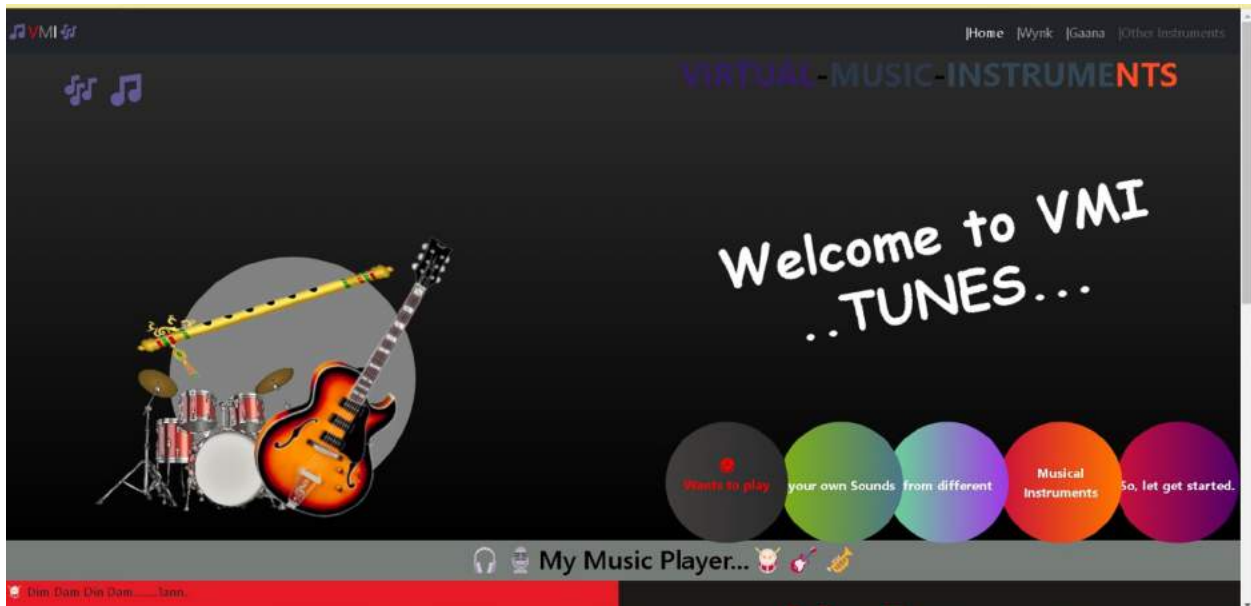 VMI
|Home |Wynk |Gaana |Other Instruments
VIRTUAL-MUSIC-INSTRUMENTS
Welcome to VMI
..TUNES...
Wants to play
your own Sounds
from different
Musical
Instruments
So, let get started.
My Music Player...
Dim Dam Din Dam